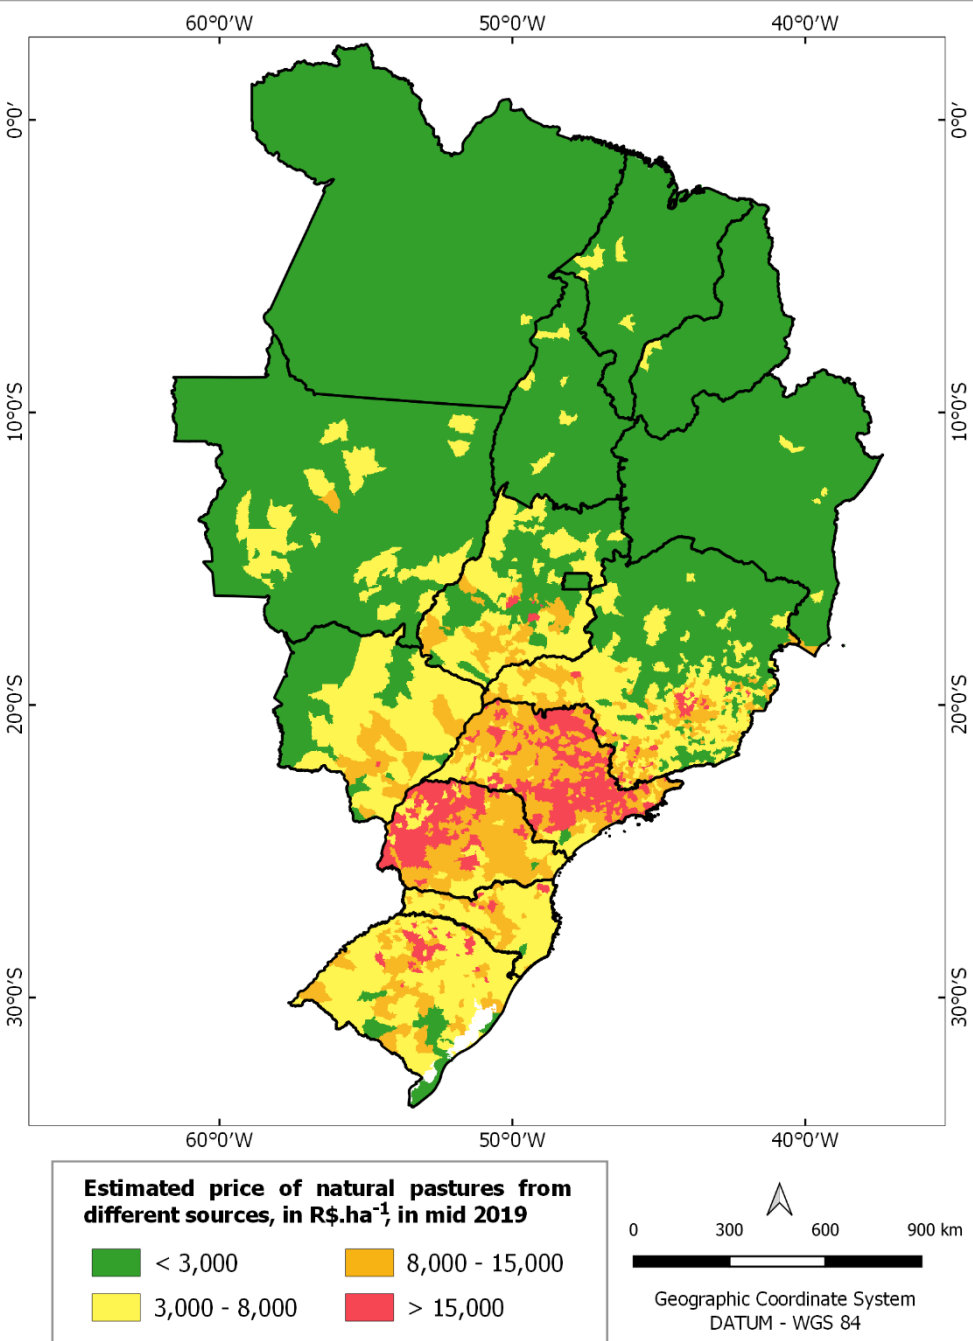 60°0′W 50°0′W 40°0′W
0°0′ 0°0′
10°0′S 10°0′S
20°0′S 20°0′S
30°0′S 30°0′S
60°0′W 50°0′W 40°0′W
Estimated price of natural pastures from
different sources, in R$.ha⁻¹, in mid 2019
< 3,000 8,000 - 15,000
3,000 - 8,000 > 15,000
0 300 600 900 km
Geographic Coordinate System
DATUM - WGS 84